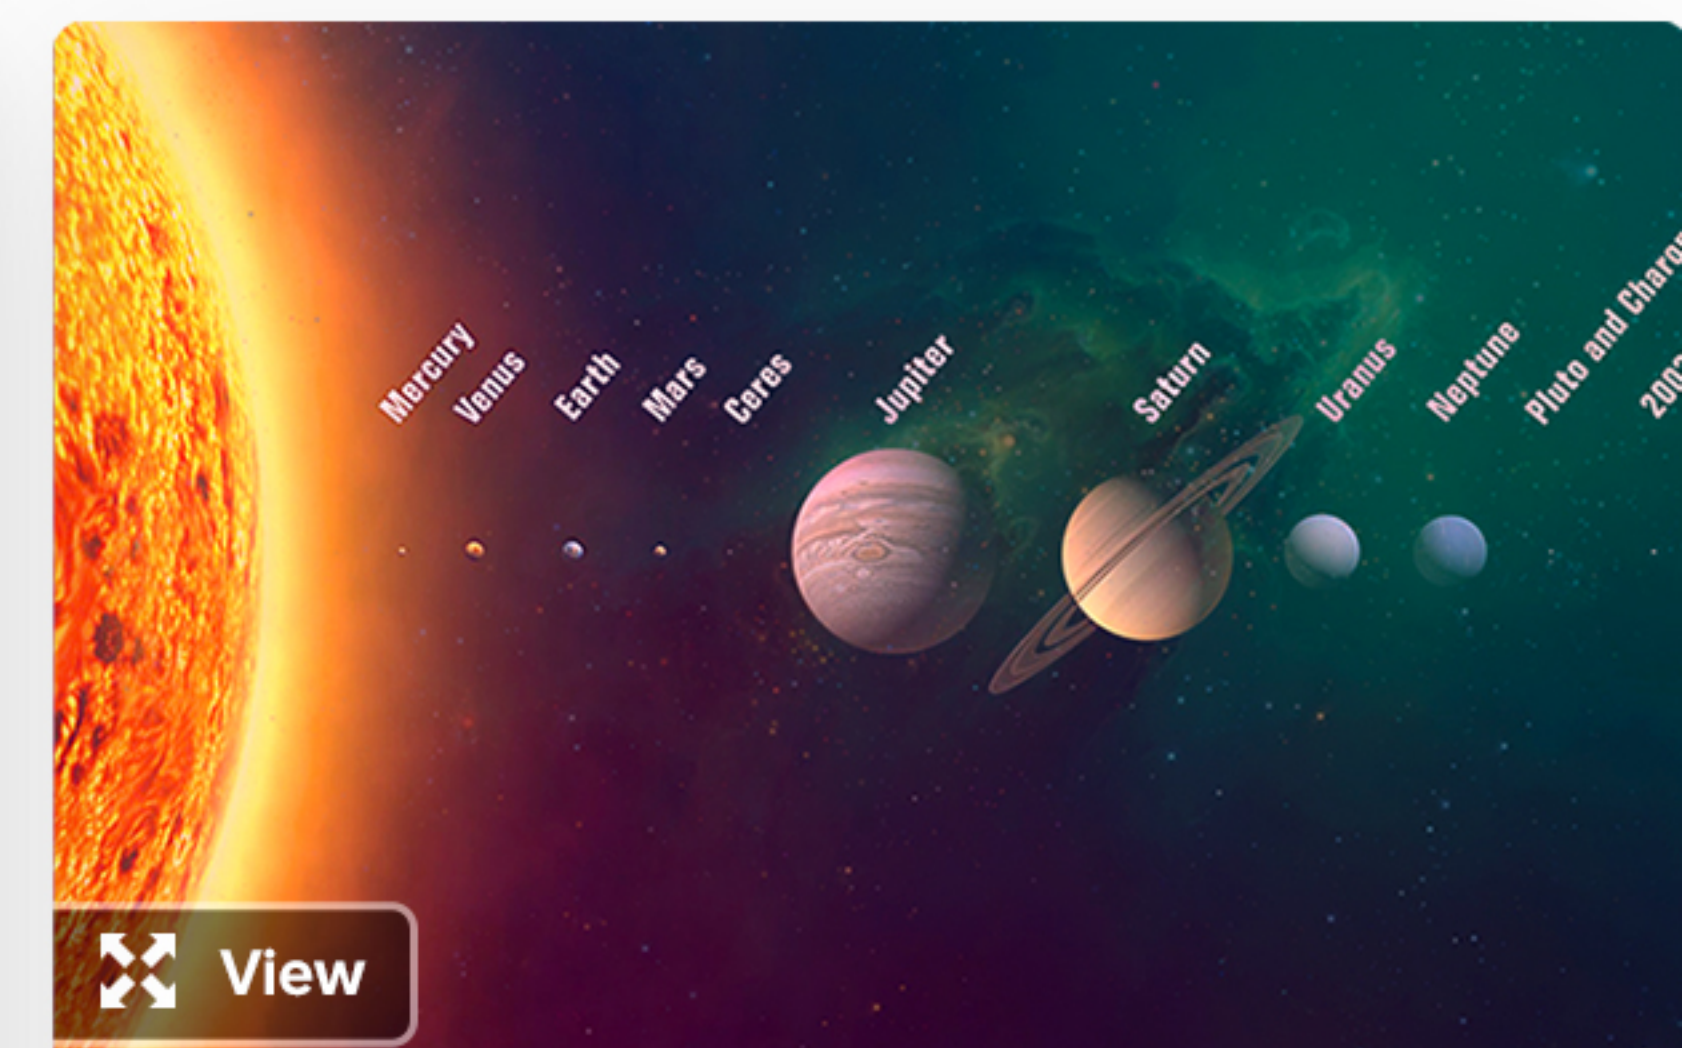 Mercury
Venus
Earth
Mars
Ceres
Jupiter
Saturn
Uranus
Neptune
Pluto and Charon
View